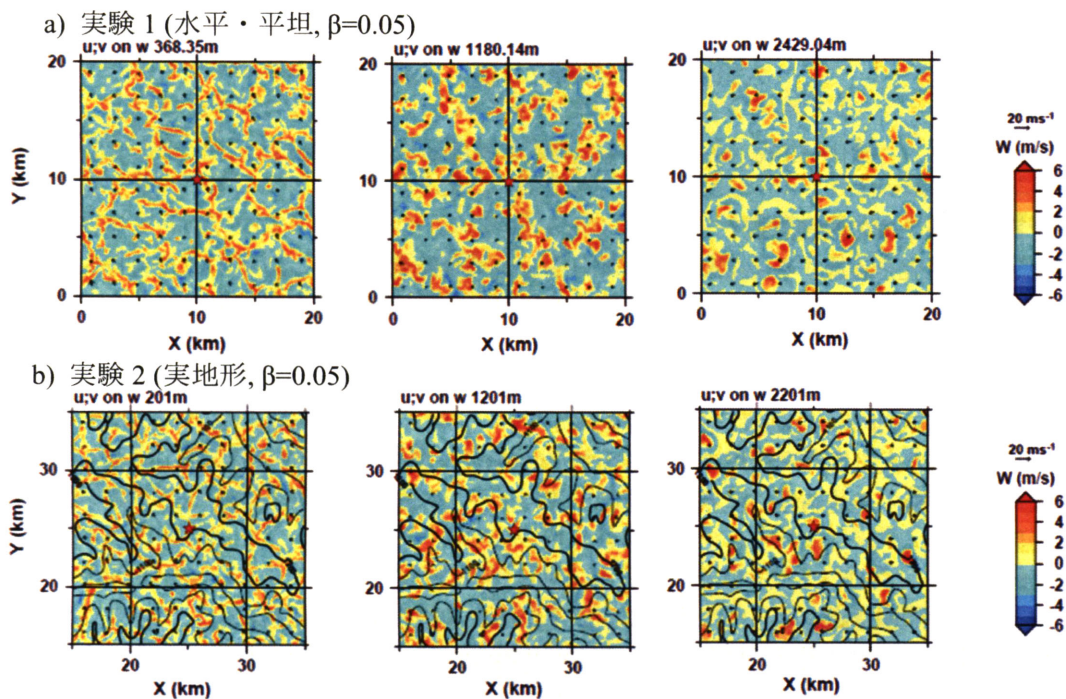 a) 実験 1 (水平・平坦, β=0.05)
u;v on w 368.35m
u;v on w 1180.14m
u;v on w 2429.04m
20
10
0
Y (km)
0 10 20
X (km)
0 10 20
X (km)
0 10 20
X (km)
20 ms⁻¹
W (m/s)
6
4
2
0
-2
-4
-6
b) 実験 2 (実地形, β=0.05)
u;v on w 201m
u;v on w 1201m
u;v on w 2201m
30
20
Y (km)
20 30
X (km)
20 30
X (km)
20 30
X (km)
20 ms⁻¹
W (m/s)
6
4
2
0
-2
-4
-6